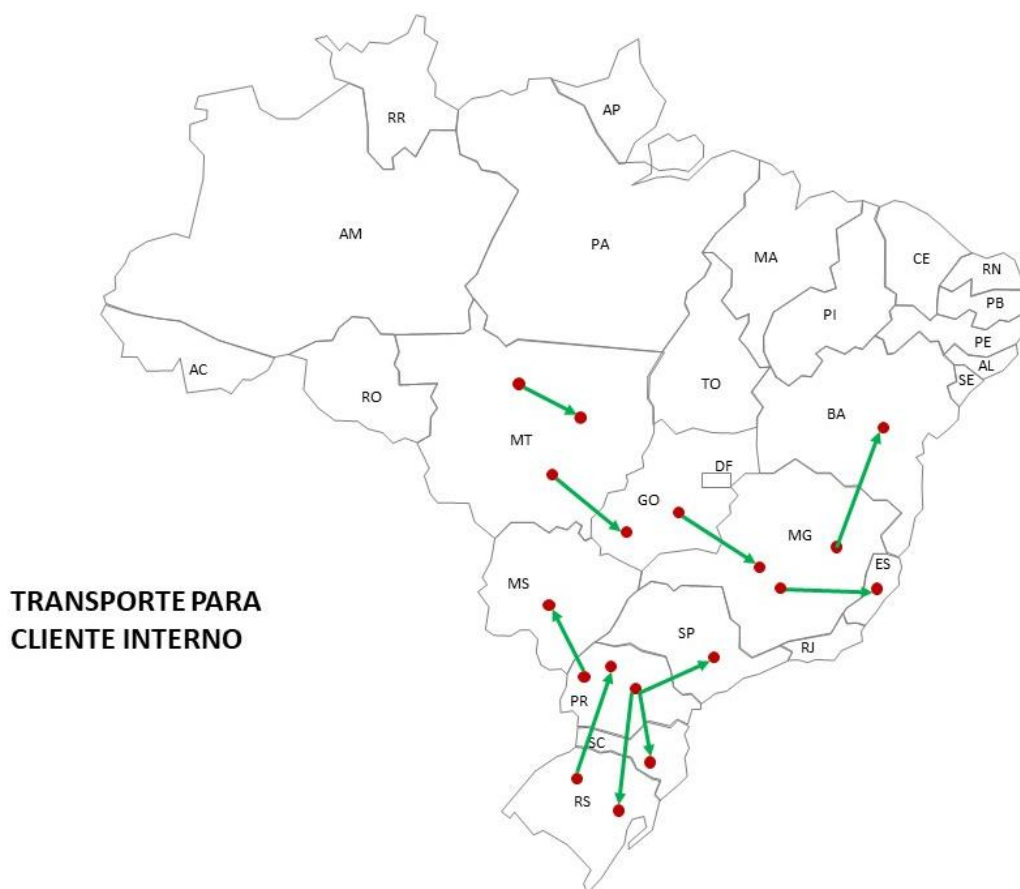 RR
AP
AM
PA
MA
CE
RN
PB
PI
PE
AL
SE
AC
RO
TO
BA
MT
DF
GO
MG
ES
MS
TRANSPORTE PARA
CLIENTE INTERNO
SP
RJ
PR
SC
RS